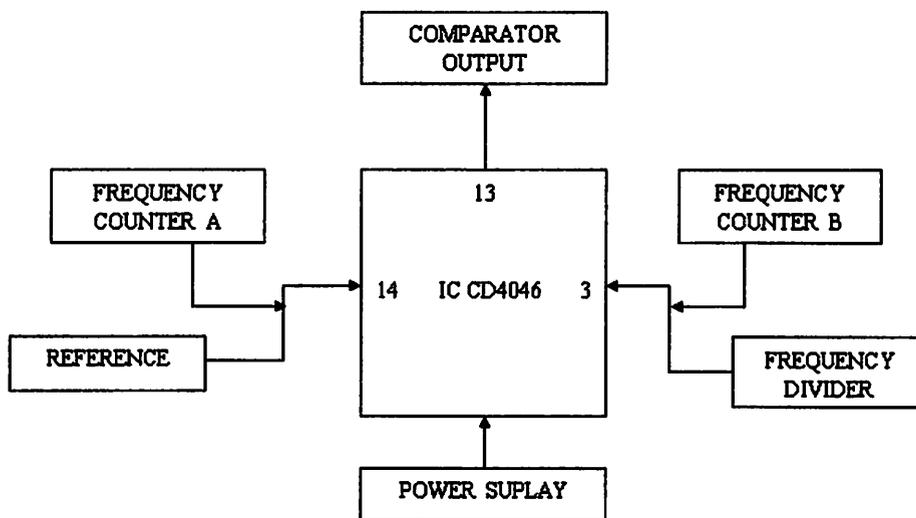 COMPARATOR
OUTPUT
FREQUENCY
COUNTER A
13
FREQUENCY
COUNTER B
14 IC CD4046 3
REFERENCE
FREQUENCY
DIVIDER
POWER SUPLAY